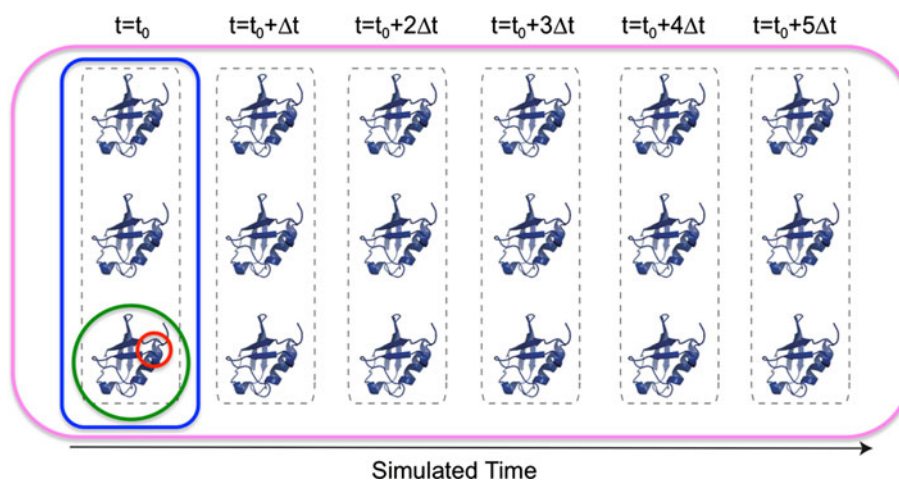 t=t₀ t=t₀+Δt t=t₀+2Δt t=t₀+3Δt t=t₀+4Δt t=t₀+5Δt
Simulated Time